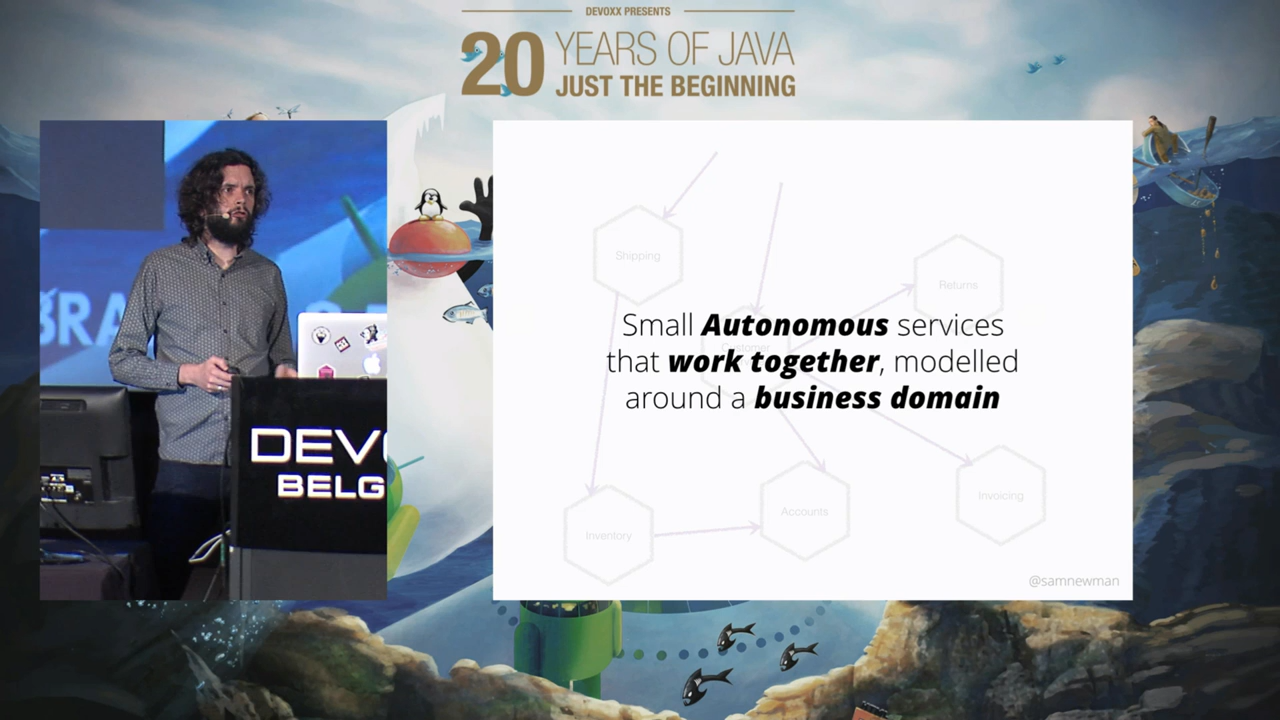 DEVOXX PRESENTS
20 YEARS OF JAVA
JUST THE BEGINNING
BRA
DEVO
BELG
Shipping
Returns
Customer
Small Autonomous services
that work together, modelled
around a business domain
Inventory
Accounts
Invoicing
@samnewman